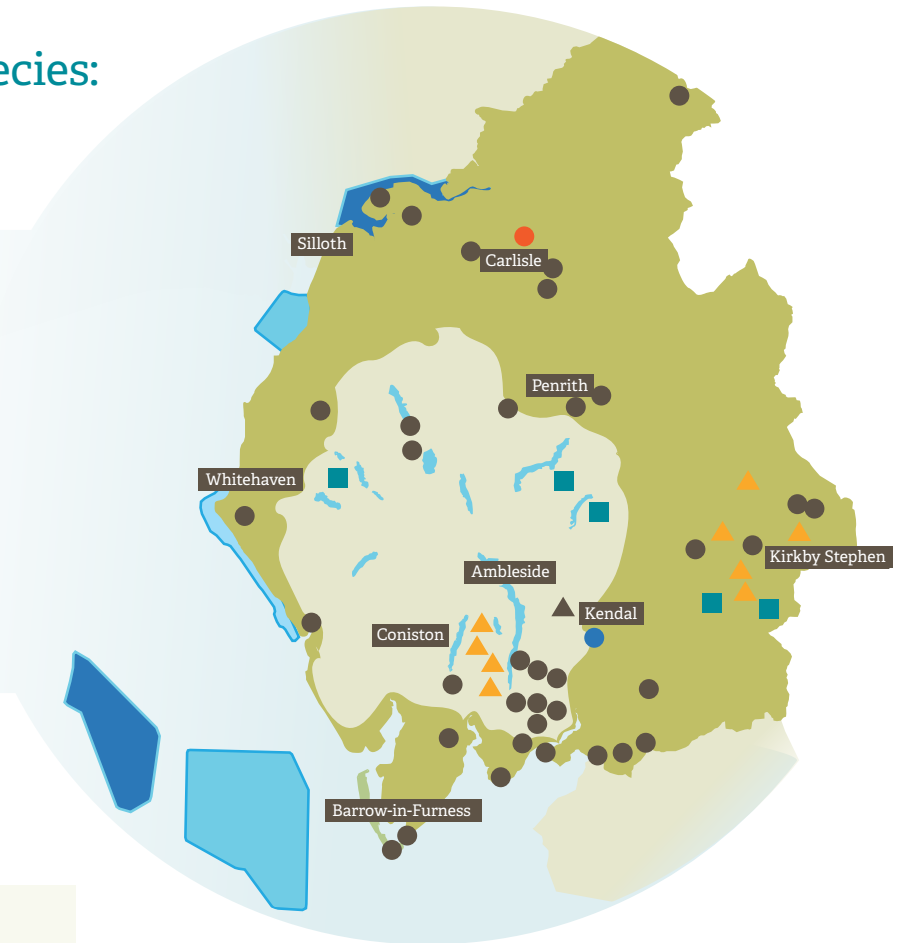 ecies:
Silloth
Carlisle
Penrith
Whitehaven
Kirkby Stephen
Ambleside
Kendal
Coniston
Barrow-in-Furness